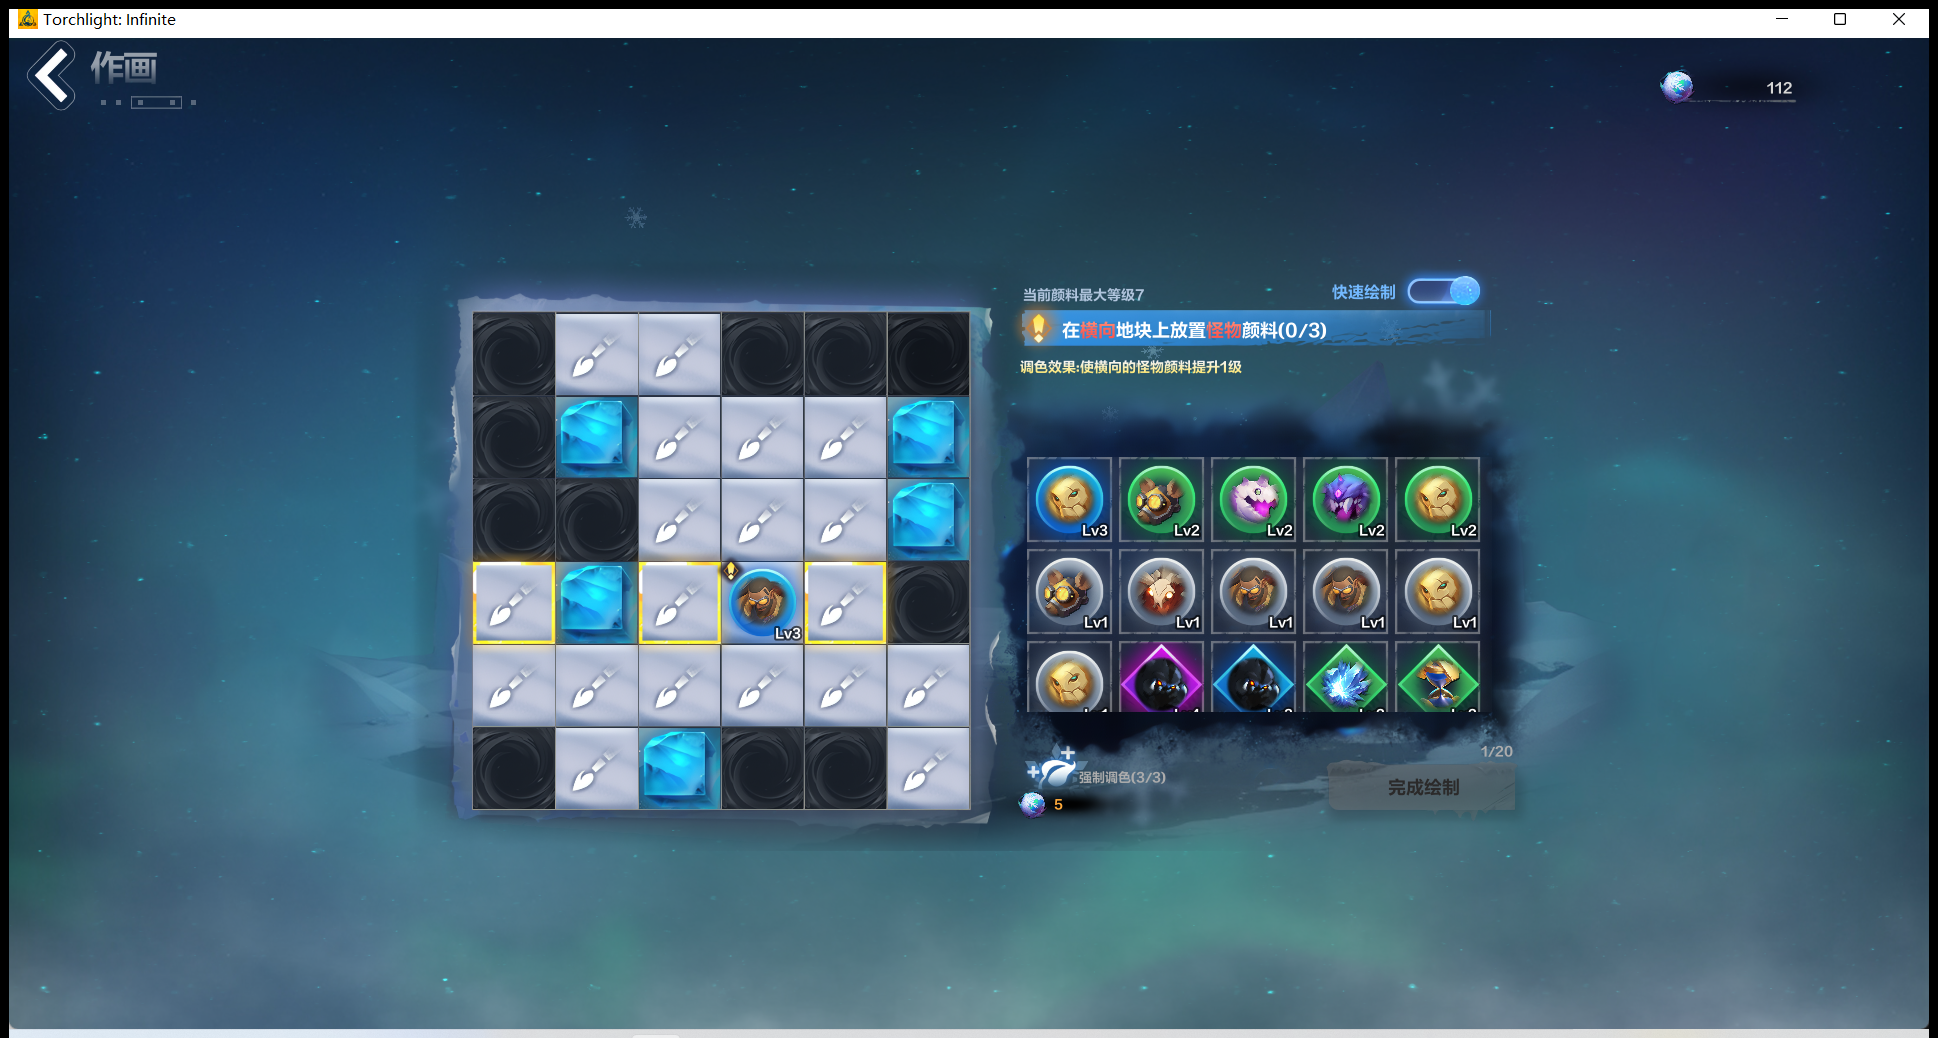 Torchlight: Infinite
作画
112
当前颜料最大等级7
快速绘制
在横向地块上放置怪物颜料(0/3)
调色效果:使横向的怪物颜料提升1级
Lv3
Lv2
Lv2
Lv2
Lv2
Lv1
Lv1
Lv1
Lv1
Lv1
Lv3
1/20
强制调色(3/3)
完成绘制
5